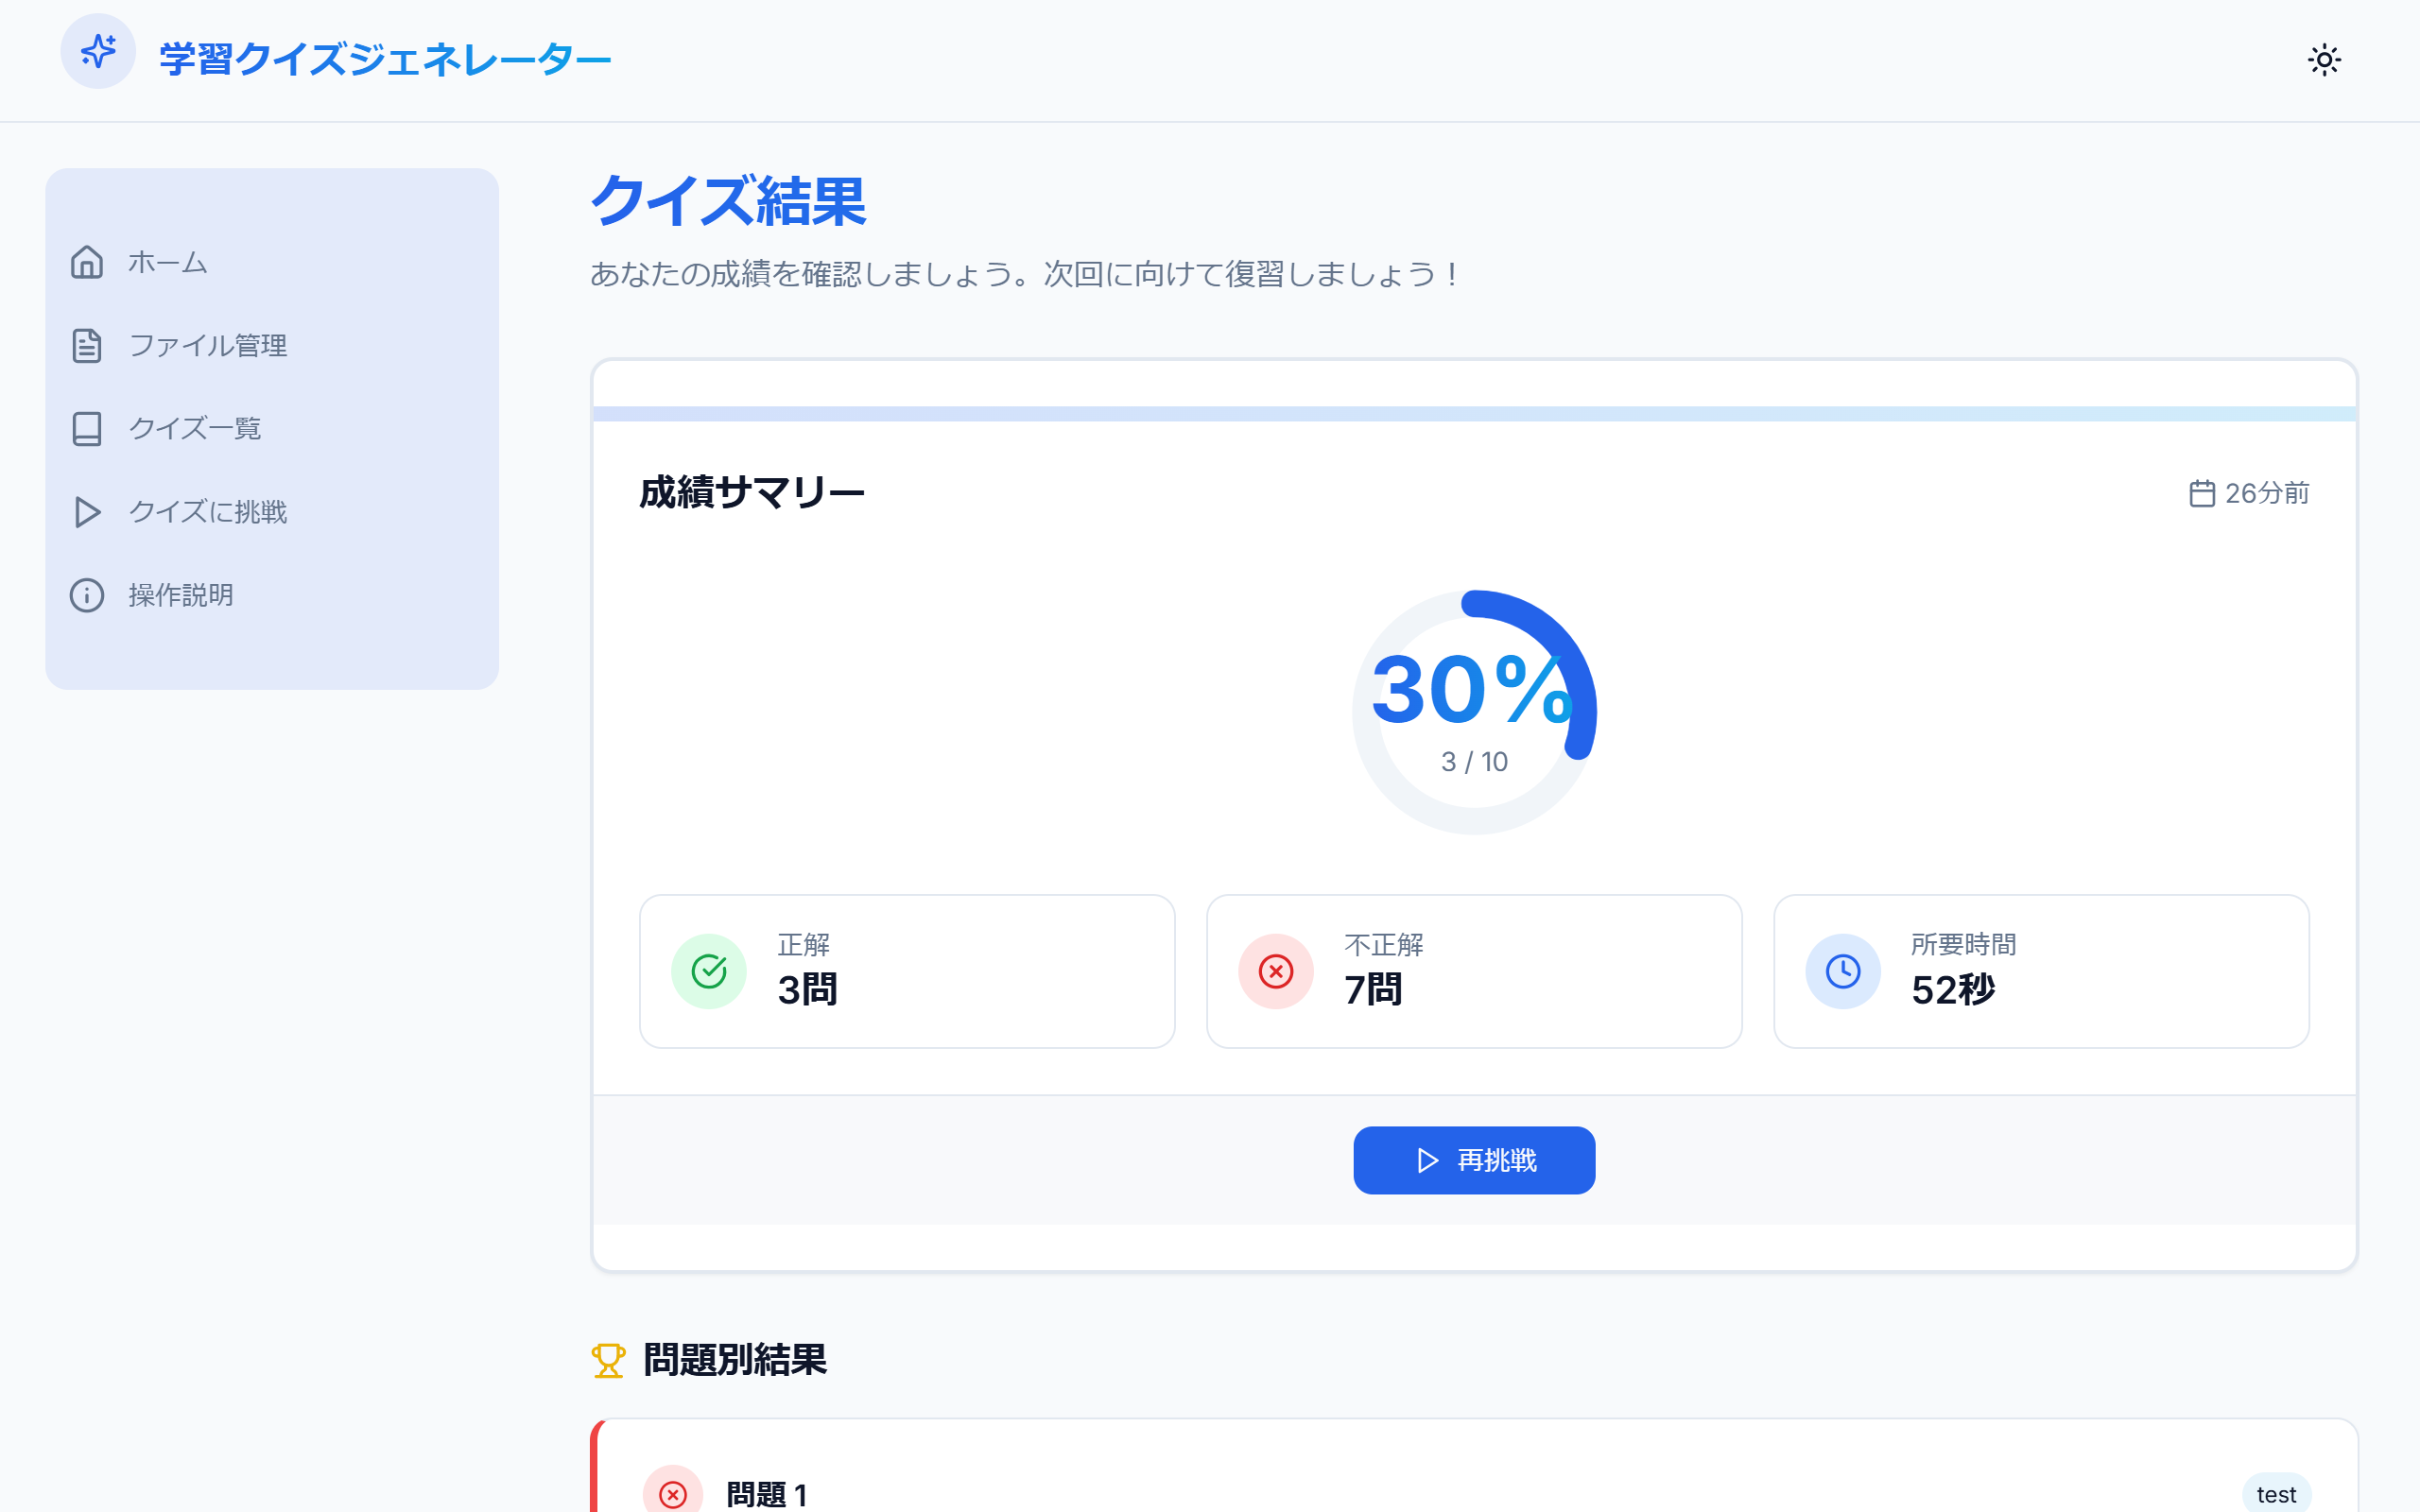 学習クイズジェネレーター
ホーム
ファイル管理
クイズ一覧
クイズに挑戦
操作説明
クイズ結果
あなたの成績を確認しましょう。次回に向けて復習しましょう！
成績サマリー
26分前
30%
3 / 10
正解
3問
不正解
7問
所要時間
52秒
再挑戦
問題別結果
問題 1
test